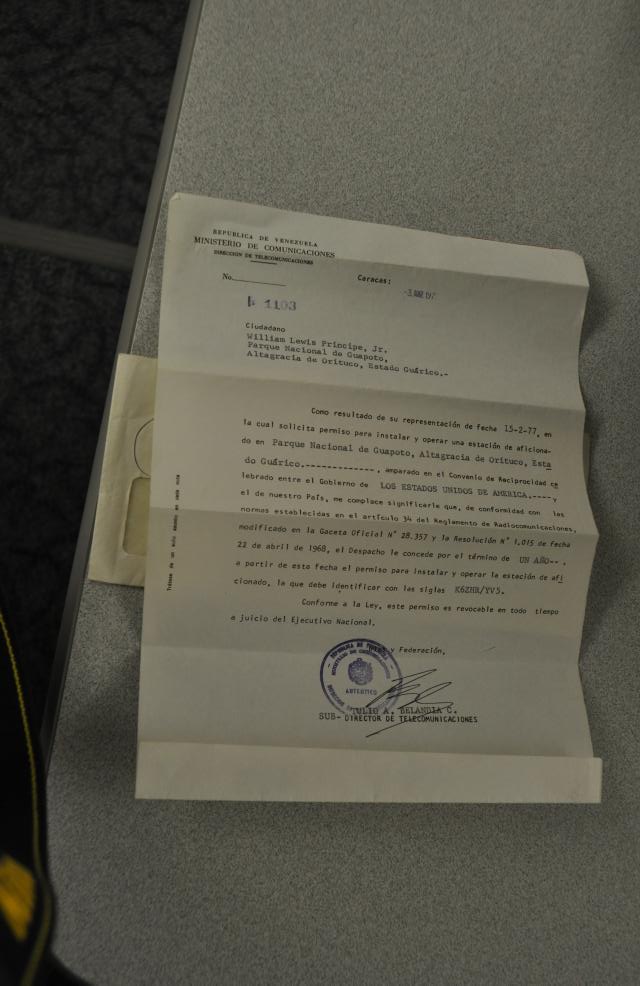 REPUBLICA DE VENEZUELA
MINISTERIO DE COMUNICACIONES
DIRECCION DE TELECOMUNICACIONES
No.
Caracas:
1103
Ciudadano
William Lewis Principe, Jr.
Parque Nacional de Guapoto,
Altagracia de Orituco, Estado Guárico.-
Como resultado de su representación de fecha 15-2-77, en
la cual solicita permiso para instalar y operar una estación de aficiona-
do en Parque Nacional de Guapoto, Altagracia de Orituco, Esta
do Guárico.-------------, amparado en el Convenio de Reciprocidad ce
lebrado entre el Gobierno de LOS ESTADOS UNIDOS DE AMERICA.----y
el de nuestro País, me complace significarle que, de conformidad con las
normas establecidas en el artículo 34 del Reglamento de Radiocomunicaciones,
modificado en la Gaceta Oficial N° 28.357 y la Resolución N° 1,015 de fecha
22 de abril de 1968, el Despacho le concede por el término de UN AÑO--.
a partir de esta fecha el permiso para instalar y operar la estación de afi
cionado, la que debe identificar con las siglas K6ZHR/YV5.
Conforme a la Ley, este permiso es revocable en todo tiempo
a juicio del Ejecutivo Nacional.
y Federación,
AUTENTICO
TULIO A. BELANDIA C.
SUB- DIRECTOR DE TELECOMUNICACIONES